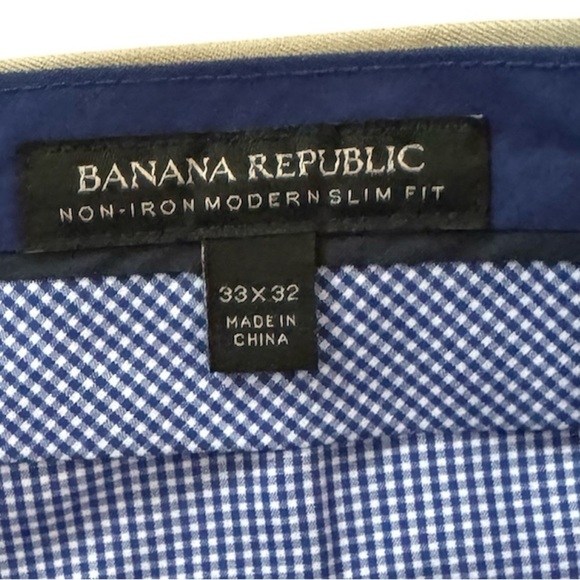 BANANA REPUBLIC
NON-IRON MODERN SLIM FIT
33X32
MADE IN
CHINA